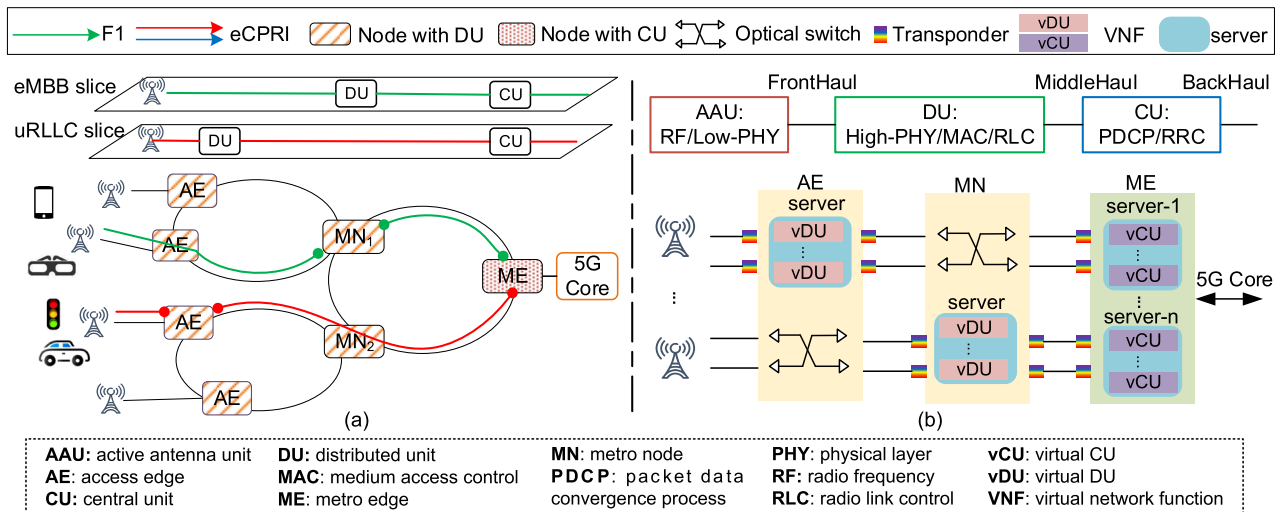 F1 eCPRI Node with DU Node with CU Optical switch Transponder vDU vCU VNF server
eMBB slice
DU
CU
uRLLC slice
DU
CU
AE
AE
MN1
ME
5G
Core
AE
MN2
AE
(a)
FrontHaul MiddleHaul BackHaul
AAU:
RF/Low-PHY
DU:
High-PHY/MAC/RLC
CU:
PDCP/RRC
AE
server
vDU
⋮
vDU
MN
ME
server-1
vCU
⋮
vCU
⋮
5G Core
⋮
server
vDU
⋮
vDU
server-n
vCU
⋮
vCU
(b)
AAU: active antenna unit
AE: access edge
CU: central unit
DU: distributed unit
MAC: medium access control
ME: metro edge
MN: metro node
PDCP: packet data
convergence process
PHY: physical layer
RF: radio frequency
RLC: radio link control
vCU: virtual CU
vDU: virtual DU
VNF: virtual network function